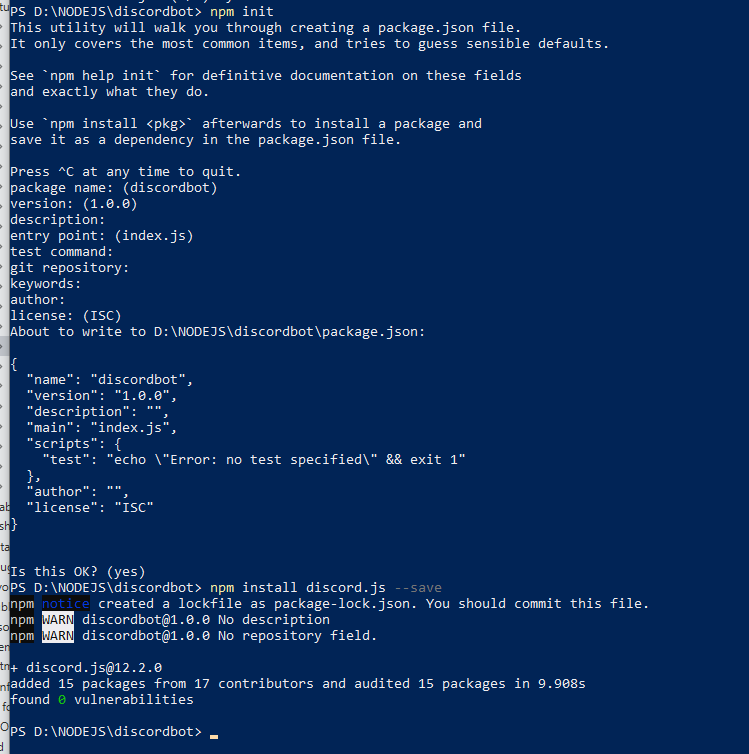 PS D:\NODEJS\discordbot> npm init
This utility will walk you through creating a package.json file.
It only covers the most common items, and tries to guess sensible defaults.
See `npm help init` for definitive documentation on these fields
and exactly what they do.
Use `npm install <pkg>` afterwards to install a package and
save it as a dependency in the package.json file.
Press ^C at any time to quit.
package name: (discordbot)
version: (1.0.0)
description:
entry point: (index.js)
test command:
git repository:
keywords:
author:
license: (ISC)
About to write to D:\NODEJS\discordbot\package.json:
{
  "name": "discordbot",
  "version": "1.0.0",
  "description": "",
  "main": "index.js",
  "scripts": {
    "test": "echo \"Error: no test specified\" && exit 1"
  },
  "author": "",
  "license": "ISC"
}
Is this OK? (yes)
PS D:\NODEJS\discordbot> npm install discord.js --save
npm notice created a lockfile as package-lock.json. You should commit this file.
npm WARN discordbot@1.0.0 No description
npm WARN discordbot@1.0.0 No repository field.
+ discord.js@12.2.0
added 15 packages from 17 contributors and audited 15 packages in 9.908s
found 0 vulnerabilities
PS D:\NODEJS\discordbot>